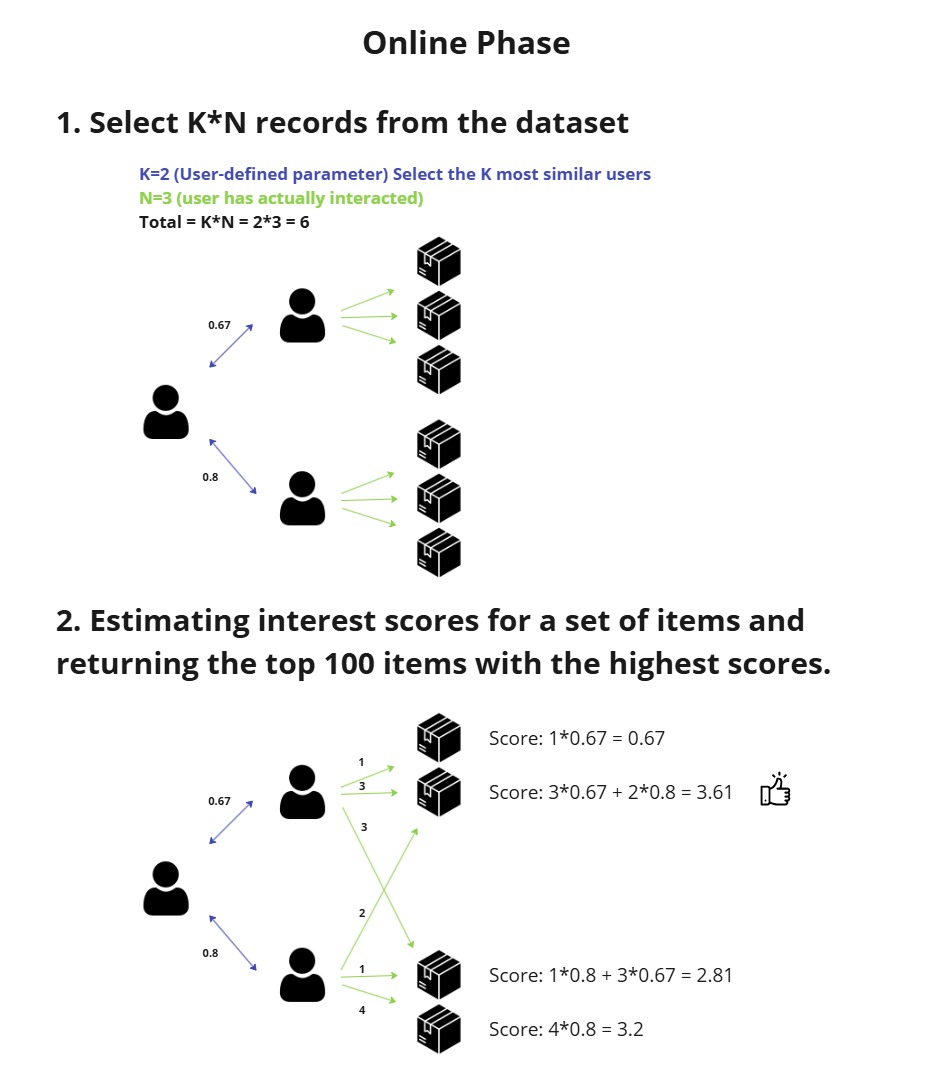 Online Phase
1. Select K*N records from the dataset
K=2 (User-defined parameter) Select the K most similar users
N=3 (user has actually interacted)
Total = K*N = 2*3 = 6
0.67
0.8
2. Estimating interest scores for a set of items and
returning the top 100 items with the highest scores.
Score: 1*0.67 = 0.67
1
3
Score: 3*0.67 + 2*0.8 = 3.61
0.67
3
2
0.8
1
Score: 1*0.8 + 3*0.67 = 2.81
4
Score: 4*0.8 = 3.2